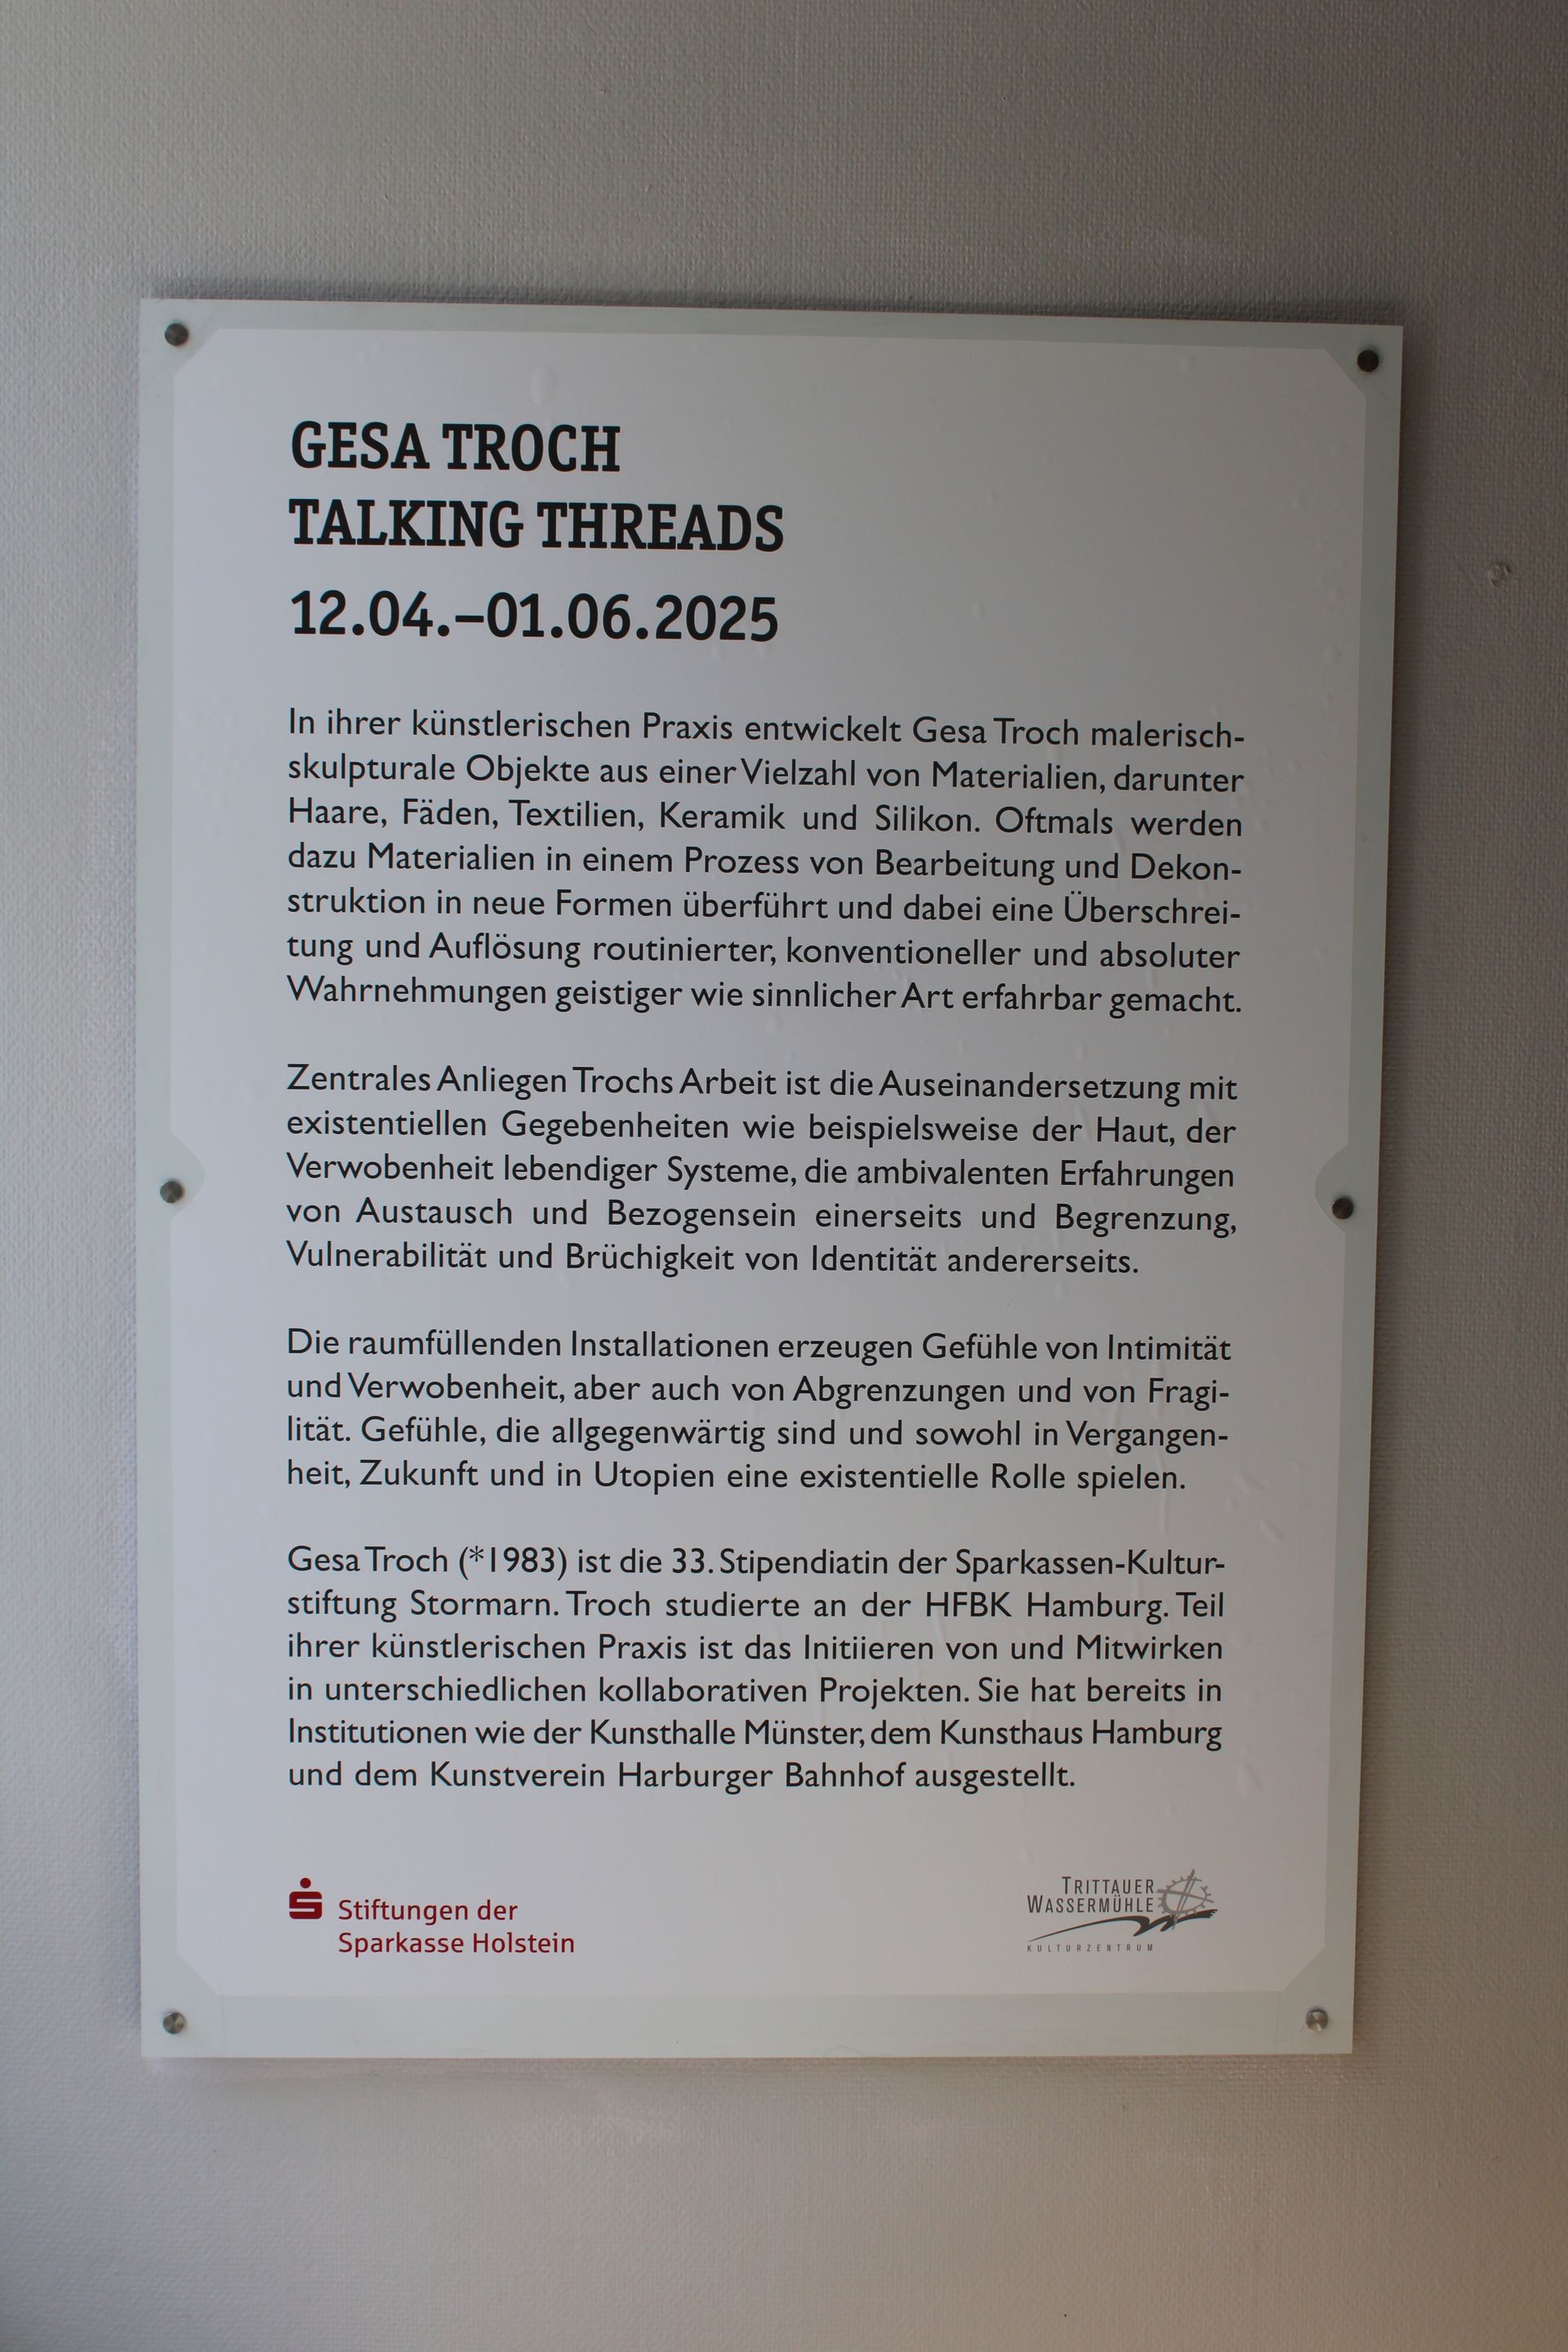 GESA TROCH
TALKING THREADS
12.04.–01.06.2025
In ihrer künstlerischen Praxis entwickelt Gesa Troch malerisch-
skulpturale Objekte aus einer Vielzahl von Materialien, darunter
Haare, Fäden, Textilien, Keramik und Silikon. Oftmals werden
dazu Materialien in einem Prozess von Bearbeitung und Dekon-
struktion in neue Formen überführt und dabei eine Überschrei-
tung und Auflösung routinierter, konventioneller und absoluter
Wahrnehmungen geistiger wie sinnlicher Art erfahrbar gemacht.
Zentrales Anliegen Trochs Arbeit ist die Auseinandersetzung mit
existentiellen Gegebenheiten wie beispielsweise der Haut, der
Verwobenheit lebendiger Systeme, die ambivalenten Erfahrungen
von Austausch und Bezogensein einerseits und Begrenzung,
Vulnerabilität und Brüchigkeit von Identität andererseits.
Die raumfüllenden Installationen erzeugen Gefühle von Intimität
und Verwobenheit, aber auch von Abgrenzungen und von Fragi-
lität. Gefühle, die allgegenwärtig sind und sowohl in Vergangen-
heit, Zukunft und in Utopien eine existentielle Rolle spielen.
Gesa Troch (*1983) ist die 33. Stipendiatin der Sparkassen-Kultur-
stiftung Stormarn. Troch studierte an der HFBK Hamburg. Teil
ihrer künstlerischen Praxis ist das Initiieren von und Mitwirken
in unterschiedlichen kollaborativen Projekten. Sie hat bereits in
Institutionen wie der Kunsthalle Münster, dem Kunsthaus Hamburg
und dem Kunstverein Harburger Bahnhof ausgestellt.
Stiftungen der
Sparkasse Holstein
TRITTAUER
WASSERMÜHLE
KULTURZENTRUM